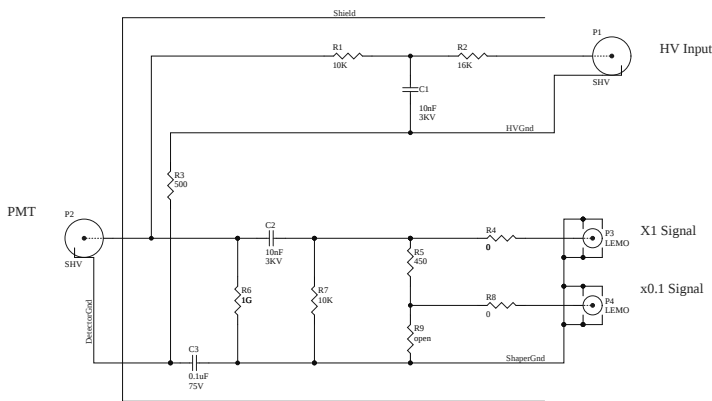 Shield
P1
HV Input
R1
10K
R2
16K
SHV
C1
10nF
3KV
HVGnd
R3
500
PMT
P2
SHV
C2
10nF
3KV
R4
0
P3
LEMO
X1 Signal
R5
450
R6
1G
R7
10K
R8
0
x0.1 Signal
P4
LEMO
DetectorGnd
R9
open
C3
0.1uF
75V
ShaperGnd